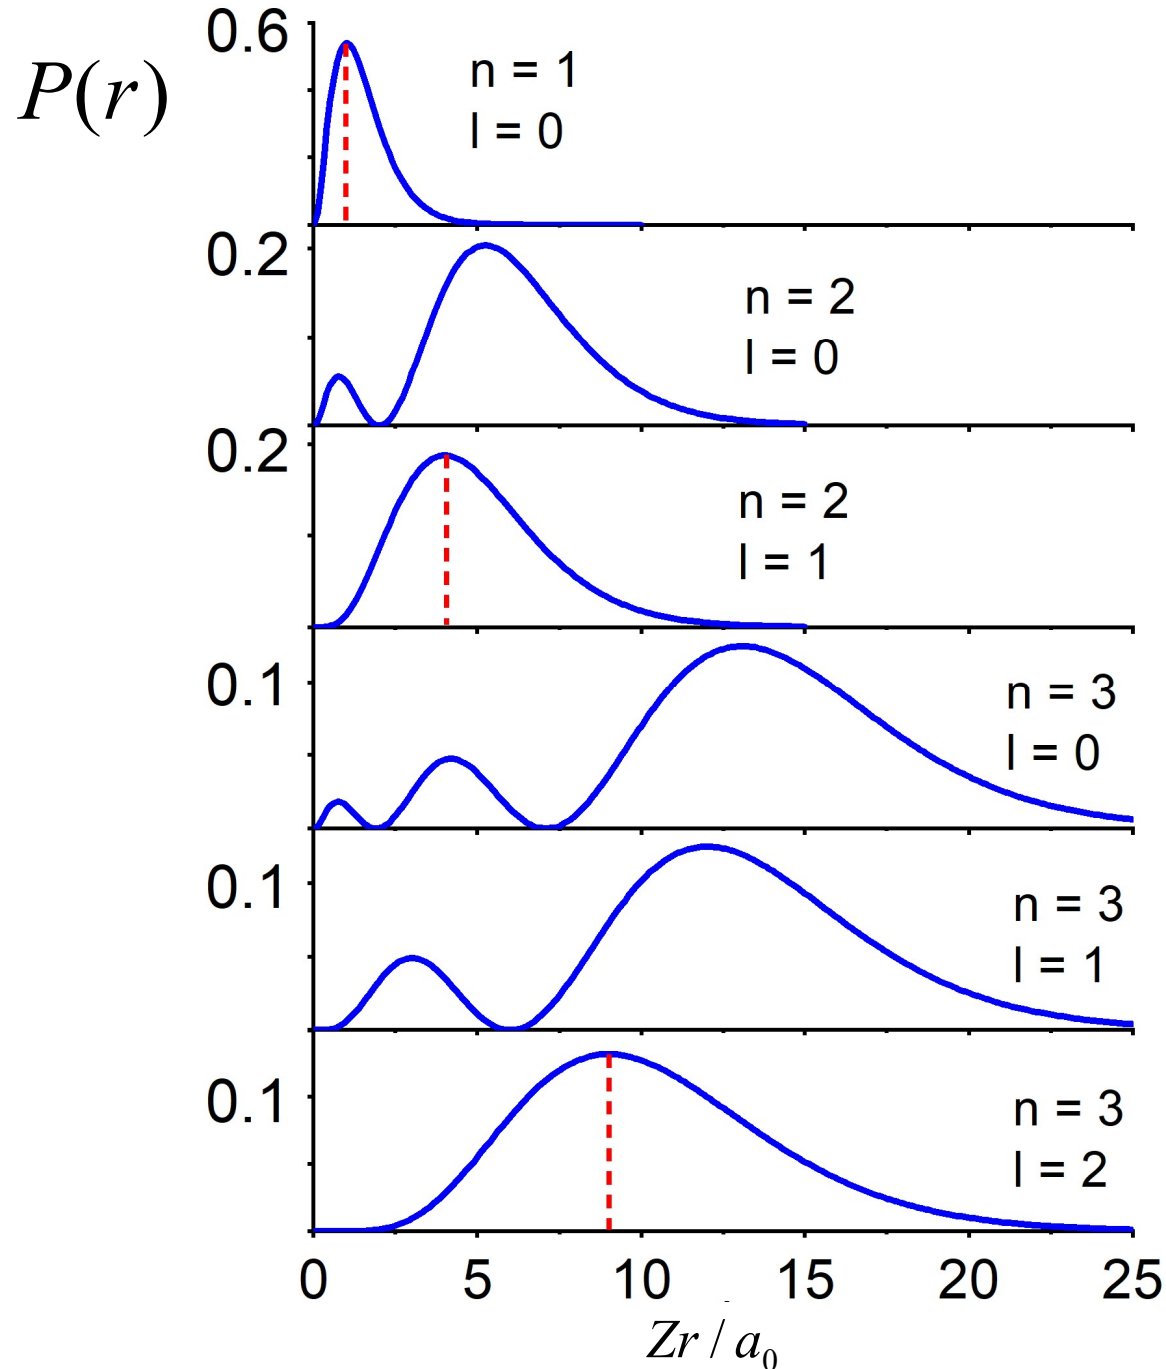 P(r)
0.6
n = 1
l = 0
0.2
n = 2
l = 0
0.2
n = 2
l = 1
0.1
n = 3
l = 0
0.1
n = 3
l = 1
0.1
n = 3
l = 2
0 5 10 15 20 25
Zr / a₀